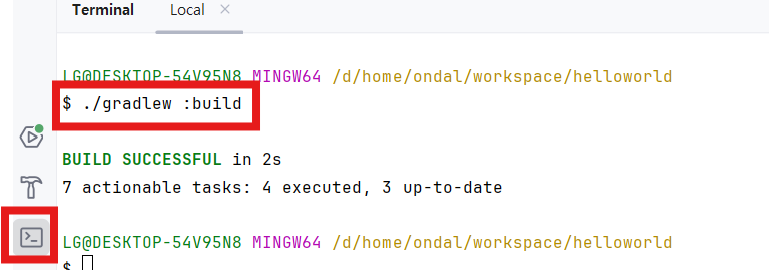 Terminal Local ×
LG@DESKTOP-54V95N8 MINGW64 /d/home/ondal/workspace/helloworld
$ ./gradlew :build
BUILD SUCCESSFUL in 2s
7 actionable tasks: 4 executed, 3 up-to-date
LG@DESKTOP-54V95N8 MINGW64 /d/home/ondal/workspace/helloworld
$